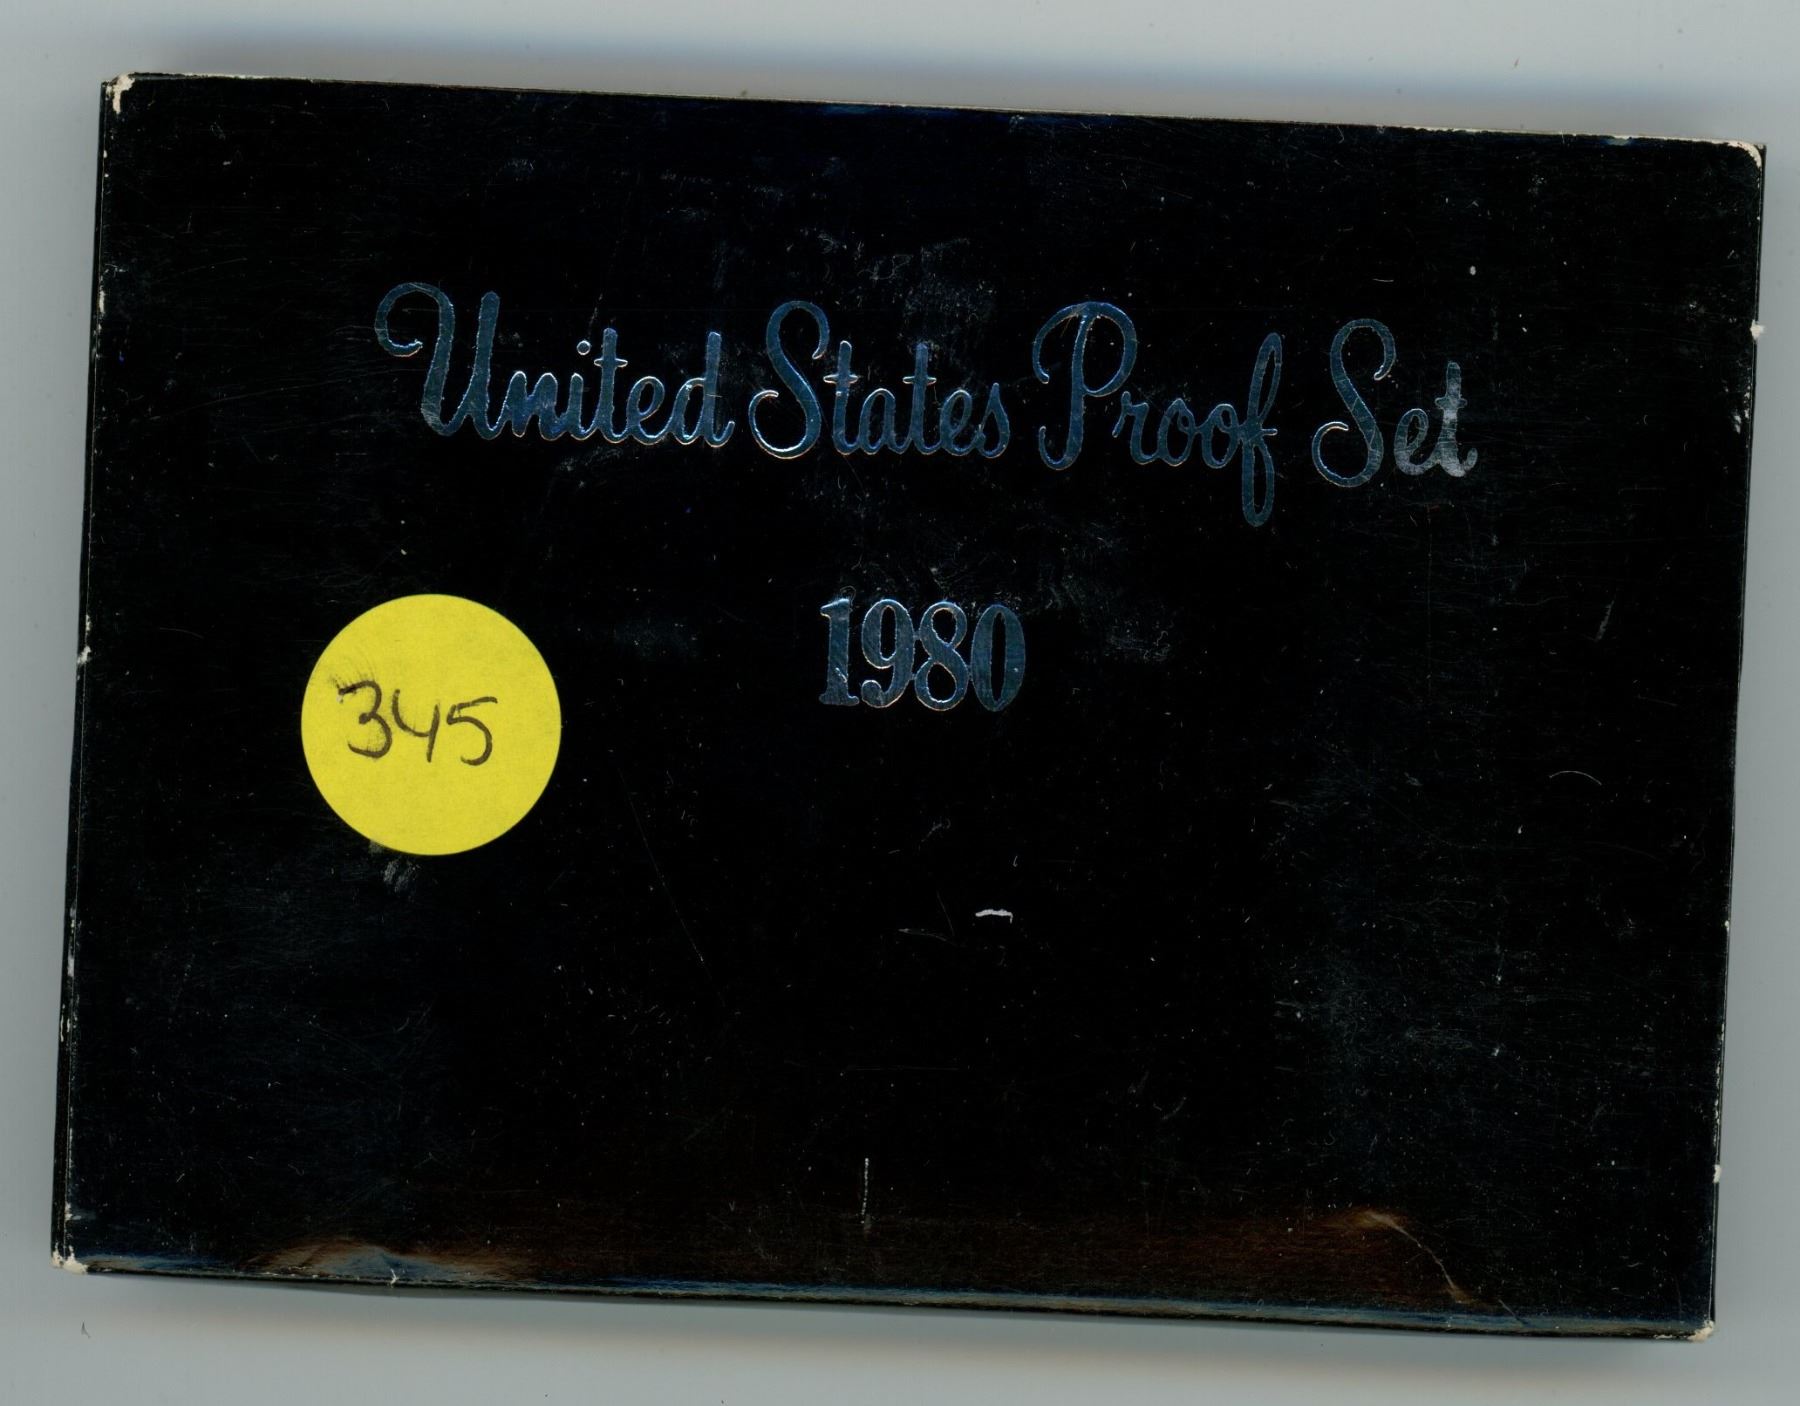 United States Proof Set
1980
345